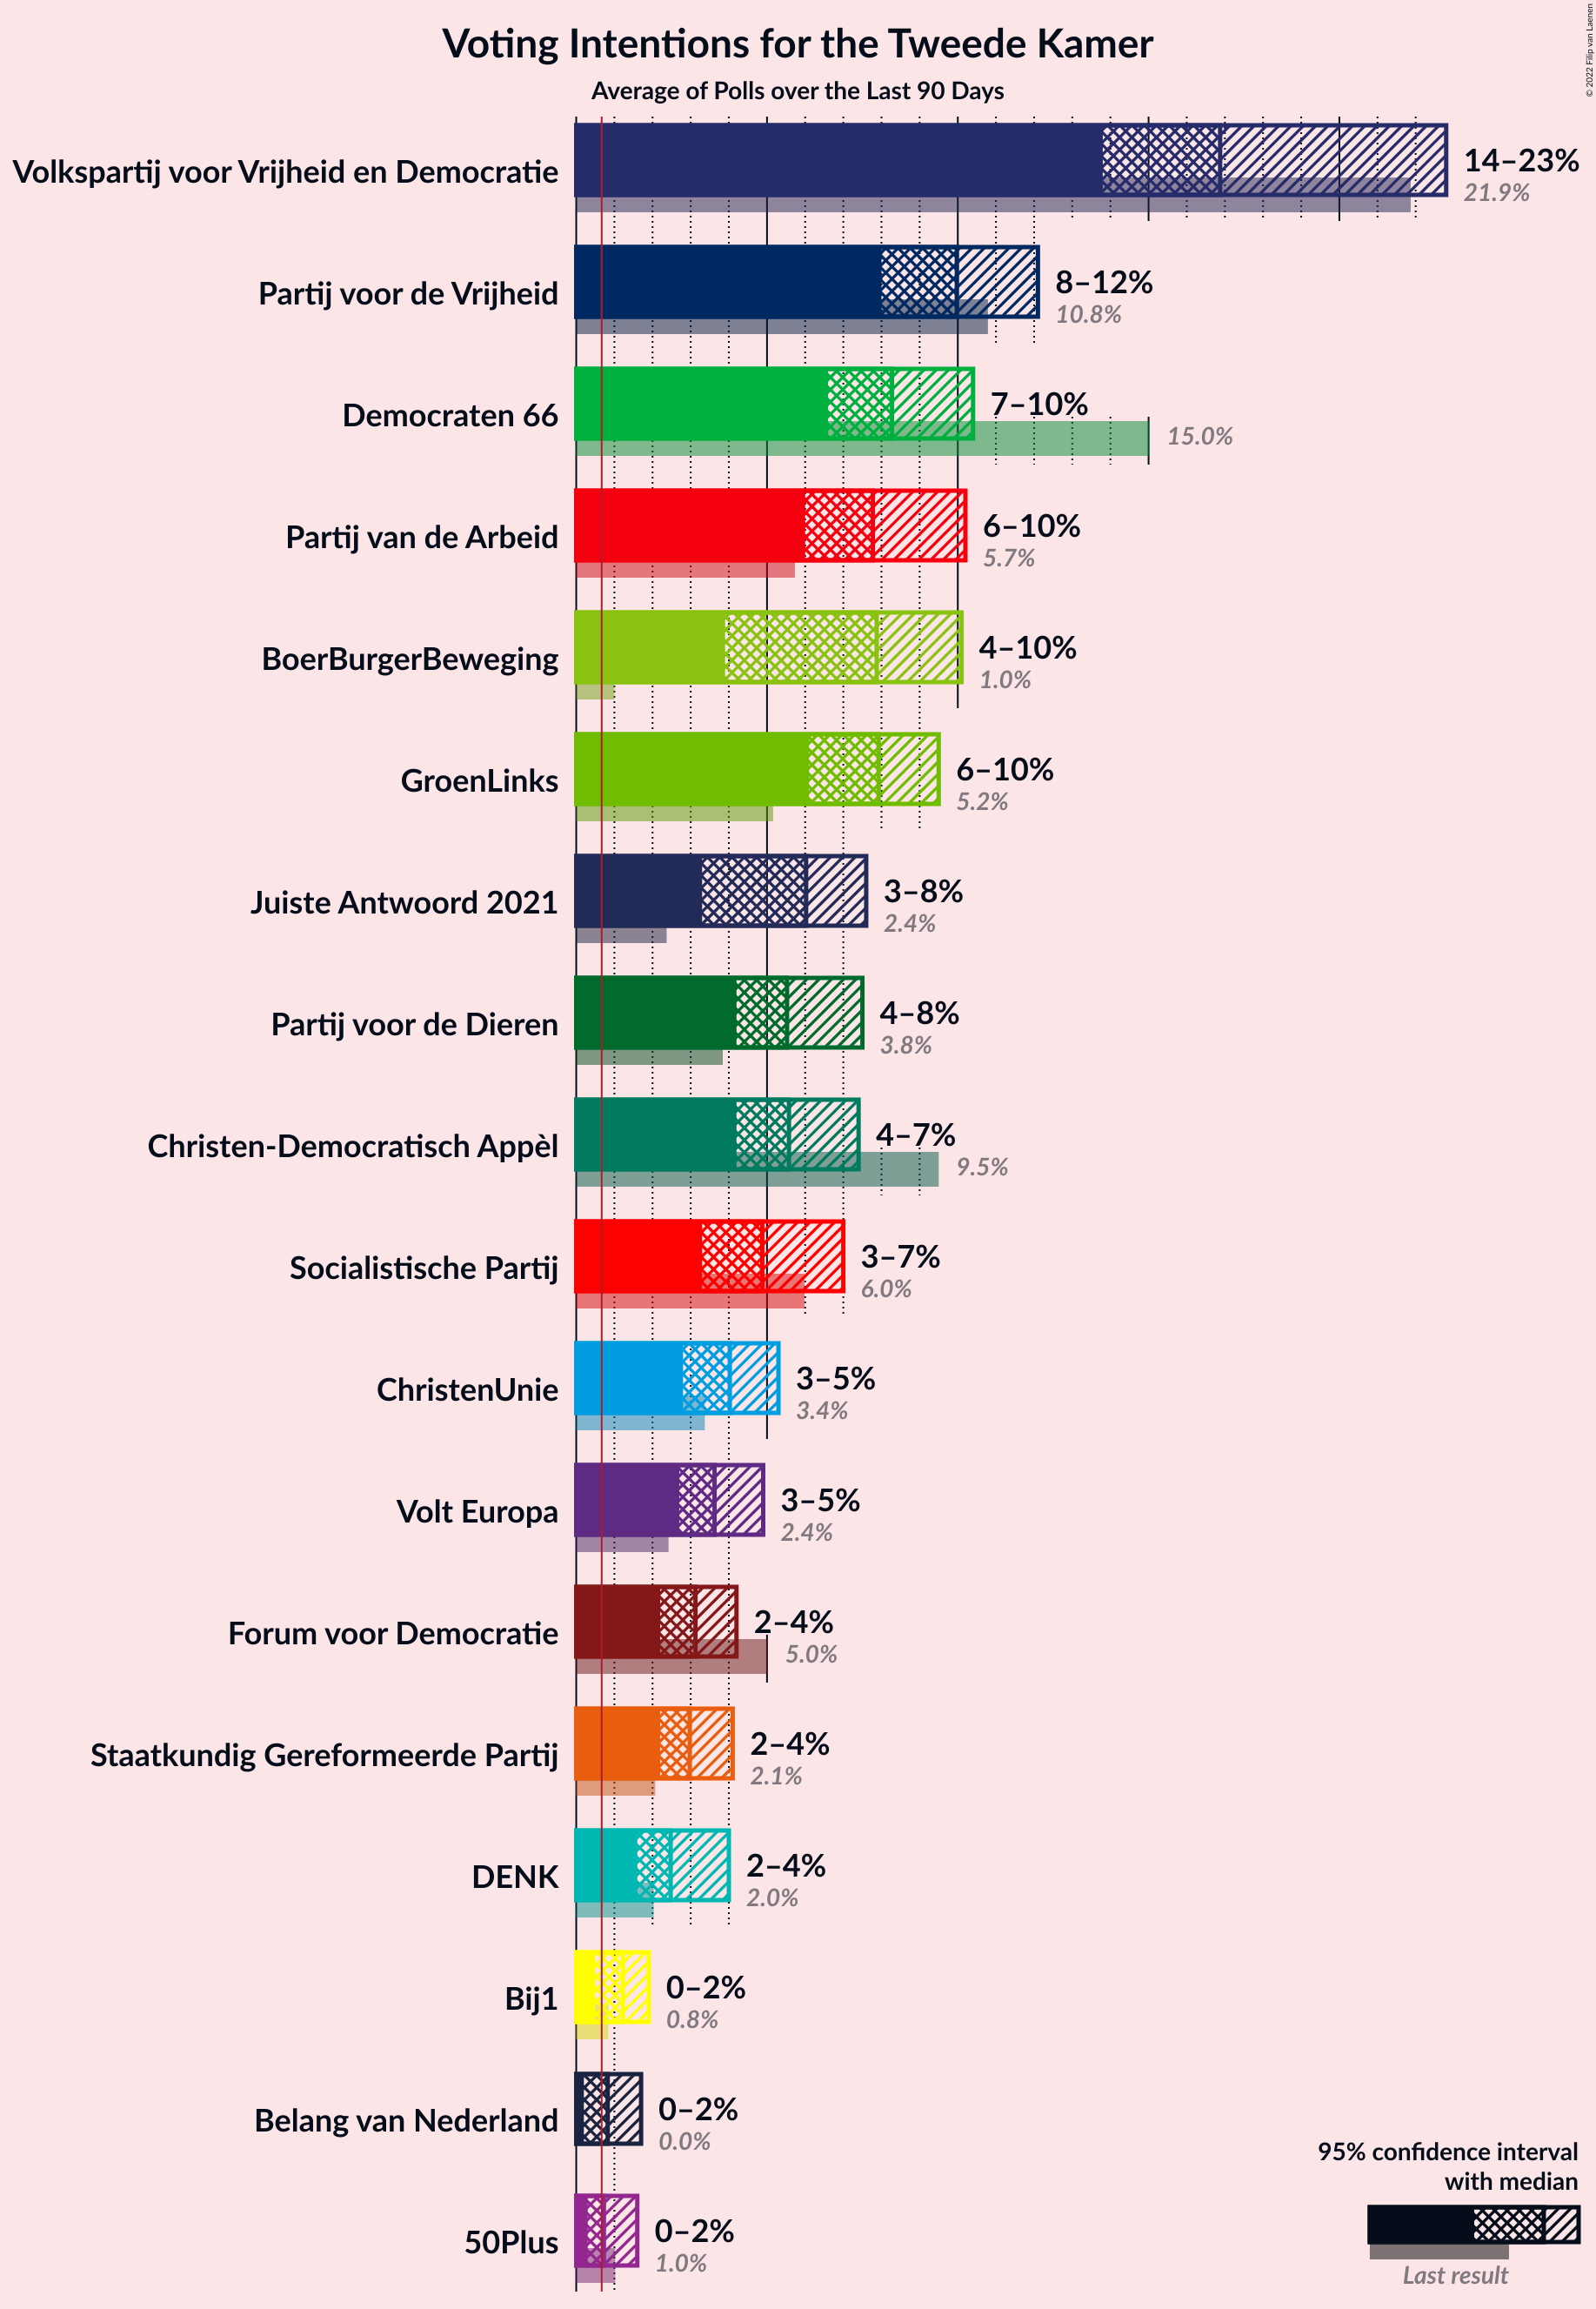 Voting Intentions for the Tweede Kamer
Average of Polls over the Last 90 Days
© 2022 Filip van Laenen
Volkspartij voor Vrijheid en Democratie
14–23%
21.9%
Partij voor de Vrijheid
8–12%
10.8%
Democraten 66
7–10%
15.0%
Partij van de Arbeid
6–10%
5.7%
BoerBurgerBeweging
4–10%
1.0%
GroenLinks
6–10%
5.2%
Juiste Antwoord 2021
3–8%
2.4%
Partij voor de Dieren
4–8%
3.8%
Christen-Democratisch Appèl
4–7%
9.5%
Socialistische Partij
3–7%
6.0%
ChristenUnie
3–5%
3.4%
Volt Europa
3–5%
2.4%
Forum voor Democratie
2–4%
5.0%
Staatkundig Gereformeerde Partij
2–4%
2.1%
DENK
2–4%
2.0%
Bij1
0–2%
0.8%
Belang van Nederland
0–2%
0.0%
50Plus
0–2%
1.0%
95% confidence interval
with median
Last result